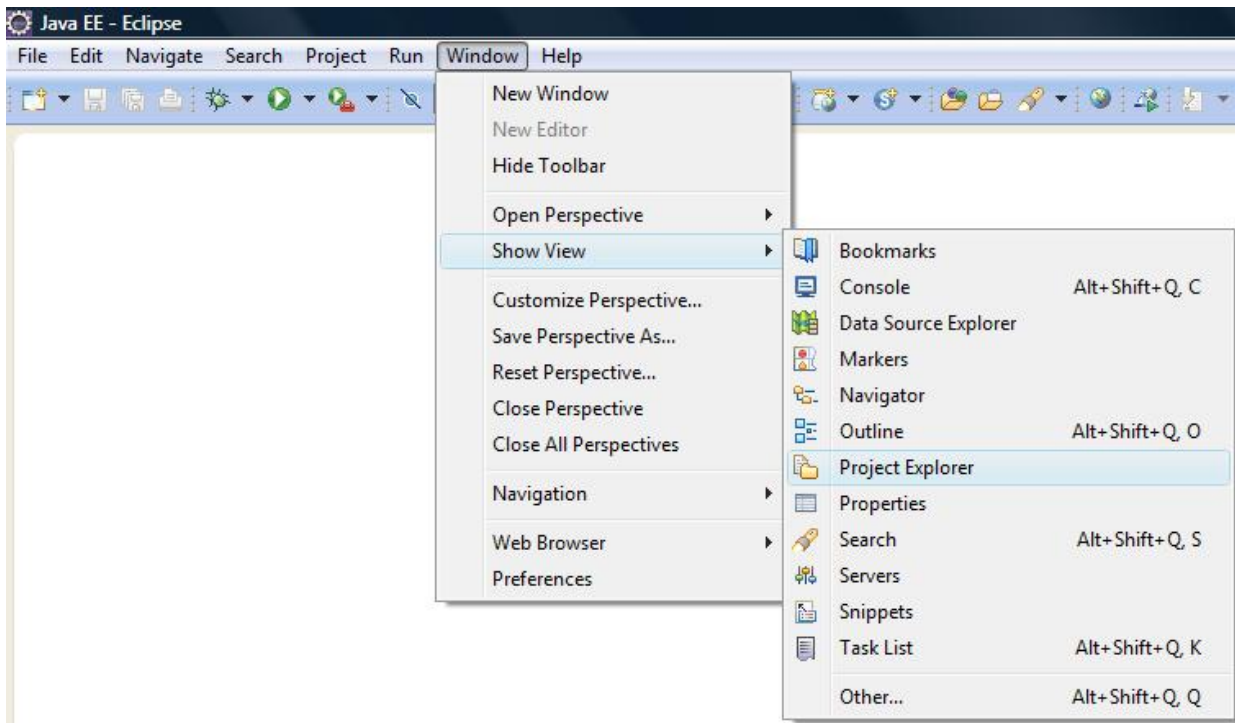 Java EE - Eclipse
File Edit Navigate Search Project Run Window Help
New Window
New Editor
Hide Toolbar
Open Perspective
Show View
Customize Perspective...
Save Perspective As...
Reset Perspective...
Close Perspective
Close All Perspectives
Navigation
Web Browser
Preferences
Bookmarks
Console Alt+Shift+Q, C
Data Source Explorer
Markers
Navigator
Outline Alt+Shift+Q, O
Project Explorer
Properties
Search Alt+Shift+Q, S
Servers
Snippets
Task List Alt+Shift+Q, K
Other... Alt+Shift+Q, Q